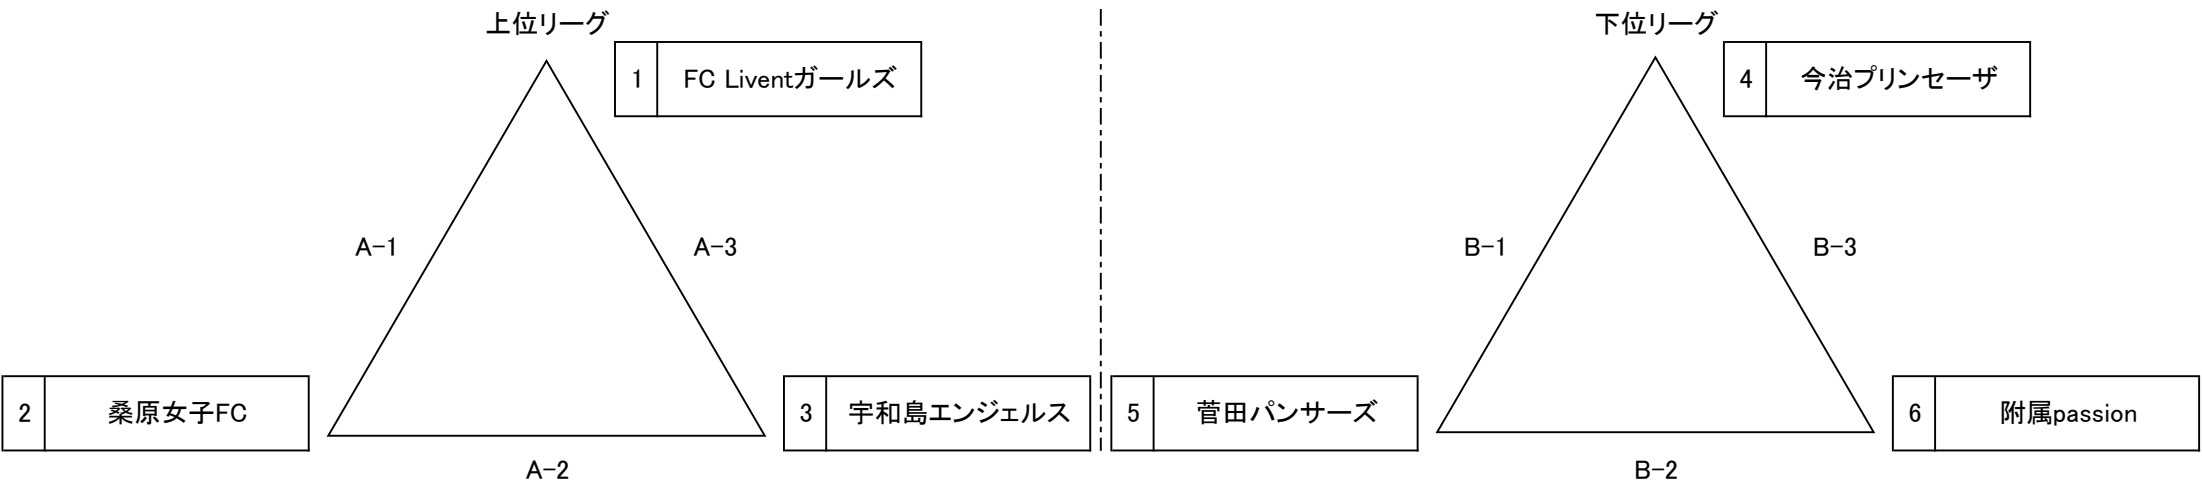 上位リーグ
1 FC Liventガールズ
A-1
A-3
2 桑原女子FC
3 宇和島エンジェルス
A-2
下位リーグ
4 今治プリンセーザ
B-1
B-3
5 菅田パンサーズ
6 附属passion
B-2